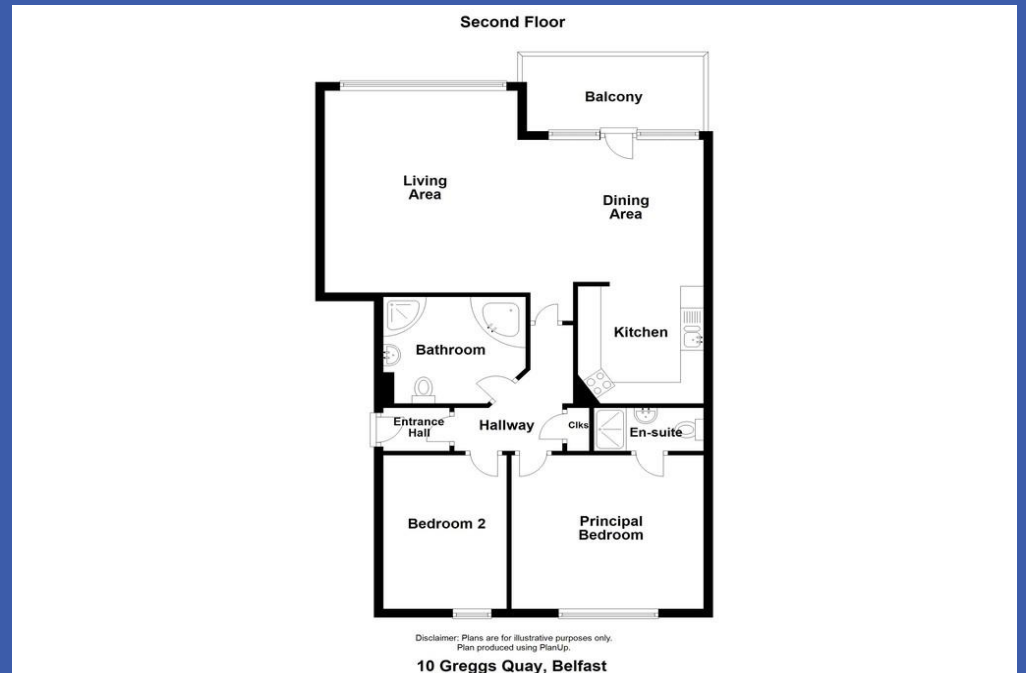 Second Floor
Balcony
Living
Area
Dining
Area
Kitchen
Bathroom
Entrance
Hall
Hallway
Clks
En-suite
Bedroom 2
Principal
Bedroom
Disclaimer: Plans are for illustrative purposes only.
Plan produced using PlanUp.
10 Greggs Quay, Belfast